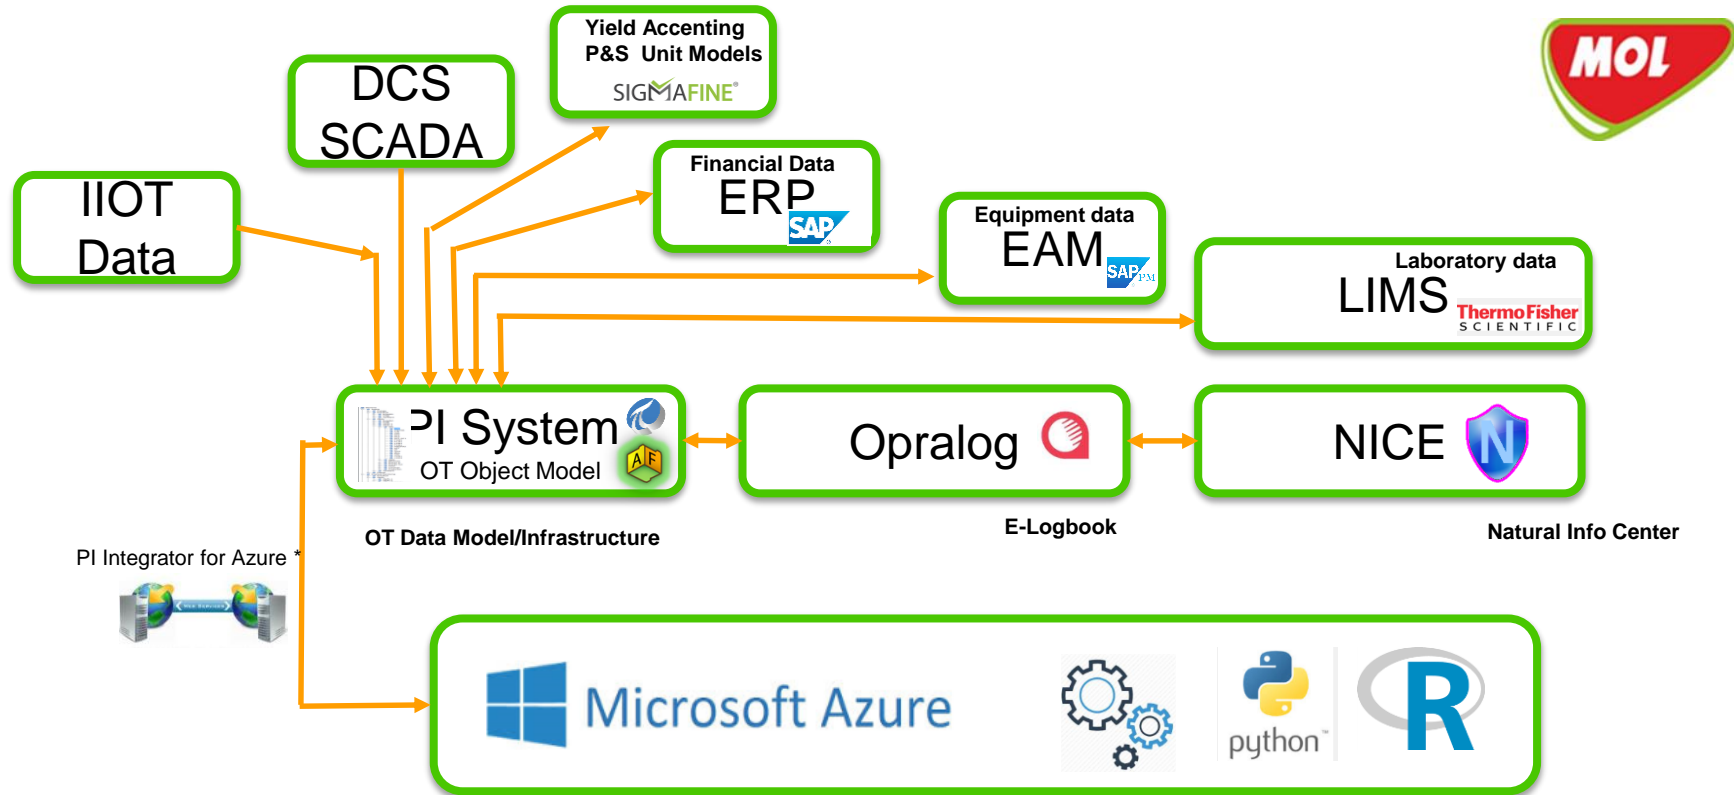 Yield Accenting
P&S Unit Models
SIGMAFINE®
MOL
DCS
SCADA
Financial Data
ERP
SAP
IIOT
Data
Equipment data
EAM
SAP PM
Laboratory data
LIMS
ThermoFisher
SCIENTIFIC
PI System
OT Object Model
AF
Opralog
NICE
N
OT Data Model/Infrastructure
E-Logbook
Natural Info Center
PI Integrator for Azure *
Microsoft Azure
python™
R